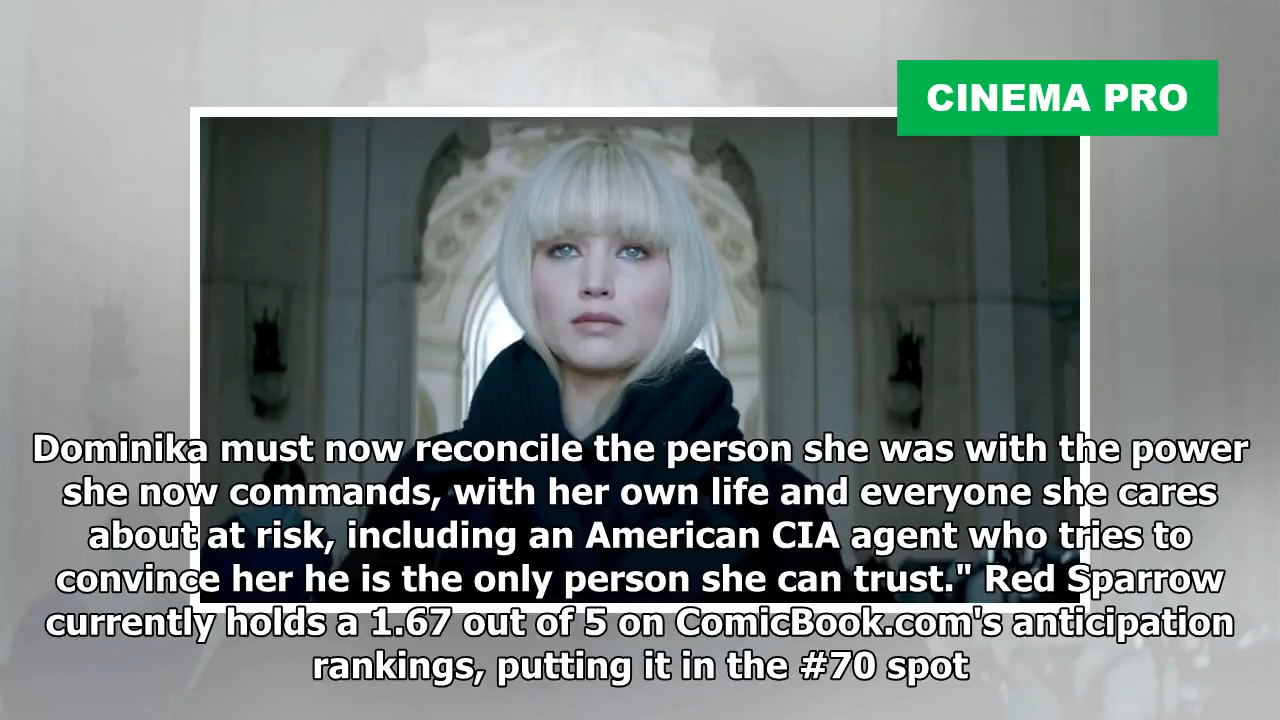 CINEMA PRO
Dominika must now reconcile the person she was with the power
she now commands, with her own life and everyone she cares
about at risk, including an American CIA agent who tries to
convince her he is the only person she can trust." Red Sparrow
currently holds a 1.67 out of 5 on ComicBook.com's anticipation
rankings, putting it in the #70 spot